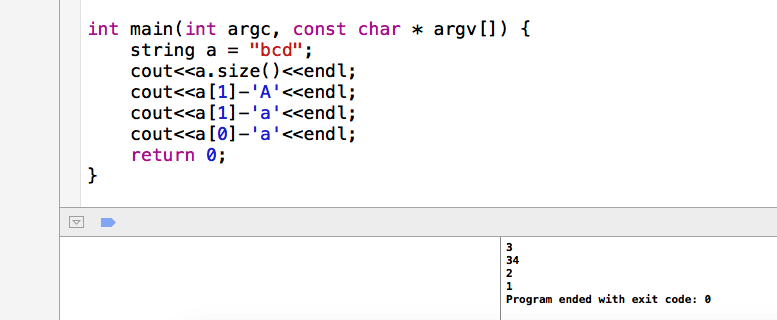 int main(int argc, const char * argv[]) {
    string a = "bcd";
    cout<<a.size()<<endl;
    cout<<a[1]-'A'<<endl;
    cout<<a[1]-'a'<<endl;
    cout<<a[0]-'a'<<endl;
    return 0;
}
3
34
2
1
Program ended with exit code: 0